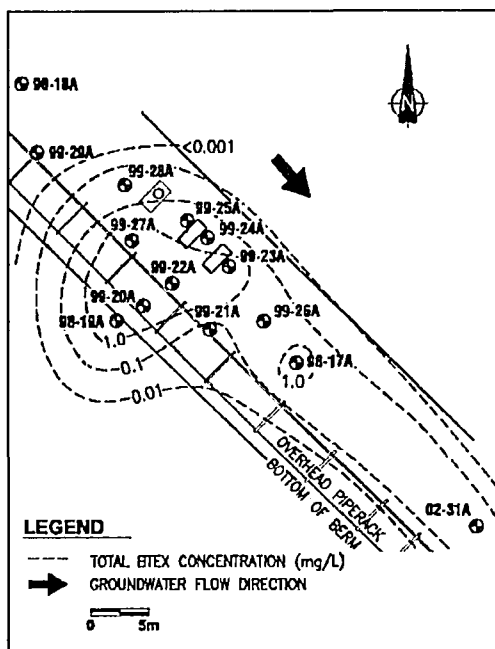 N
98-18A
99-29A
<0.001
99-28A
10
99-25A
99-24A
99-27A
99-23A
99-22A
99-20A
98-19A
99-21A
99-26A
1.0
98-17A
1.0
0.1
0.01
OVERHEAD PIPERACK
BOTTOM OF BERM
02-31A
LEGEND
TOTAL BTEX CONCENTRATION (mg/L)
GROUNDWATER FLOW DIRECTION
0 5m